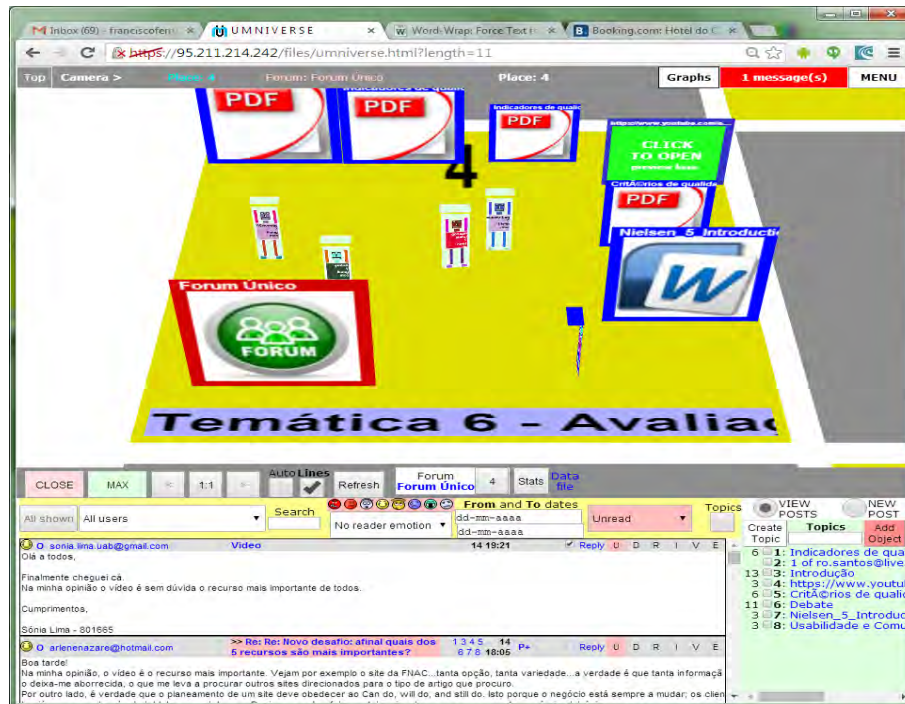 Inbox (69) - franciscofen
UMNIVERSE
Word-Wrap: Force Text t
Booking.com: Hotel do C
https://95.211.214.242/files/umniverse.html?length=11
Top Camera > Place: 4 Forum: Forum Único Place: 4 Graphs 1 message(s) MENU
PDF
PDF
Indicadores de qualid
PDF
https://www.youtube.com/
CLICK
TO OPEN
4
CritÃ©rios de qualida
PDF
Nielsen_5_Introducti
W
Forum Único
FORUM
Temática 6 - Avalia
CLOSE MAX < 1:1 > Auto Lines Refresh Forum
Forum Único 4 Stats Data
file
All shown All users Search No reader emotion From and To dates
dd-mm-aaaa
dd-mm-aaaa
Unread Topics
VIEW
POSTS
NEW
POST
Create
Topic
Topics
Add
Object
O sonia.lima.uab@gmail.com Video 14 19:21 Reply U D R I V E
Olá a todos,
Finalmente cheguei cá.
Na minha opinião o vídeo é sem dúvida o recurso mais importante de todos.
Cumprimentos,
Sónia Lima - 801665
O arlenenazare@hotmail.com >> Re: Re: Novo desafio: afinal quais dos
5 recursos são mais importantes? 1 3 4 5 14
6 7 8 18:05 P+ Reply U D R I V E
Boa tarde!
Na minha opinião, o vídeo é o recurso mais importante. Vejam por exemplo o site da FNAC...tanta opção, tanta variedade...a verdade é que tanta informaçã
o deixa-me aborrecida, o que me leva a procurar outros sites direcionados para o tipo de artigo que procuro.
Por outro lado, é verdade que o planeamento de um site deve obedecer ao Can do, will do, and still do. Isto porque o negócio está sempre a mudar; os clien
6 1: Indicadores de qua
2: 1 of ro.santos@live
13 3: Introdução
3 4: https://www.youtu
6 5: CritÃ©rios de qualid
11 6: Debate
3 7: Nielsen_5_Introduc
3 8: Usabilidade e Comu